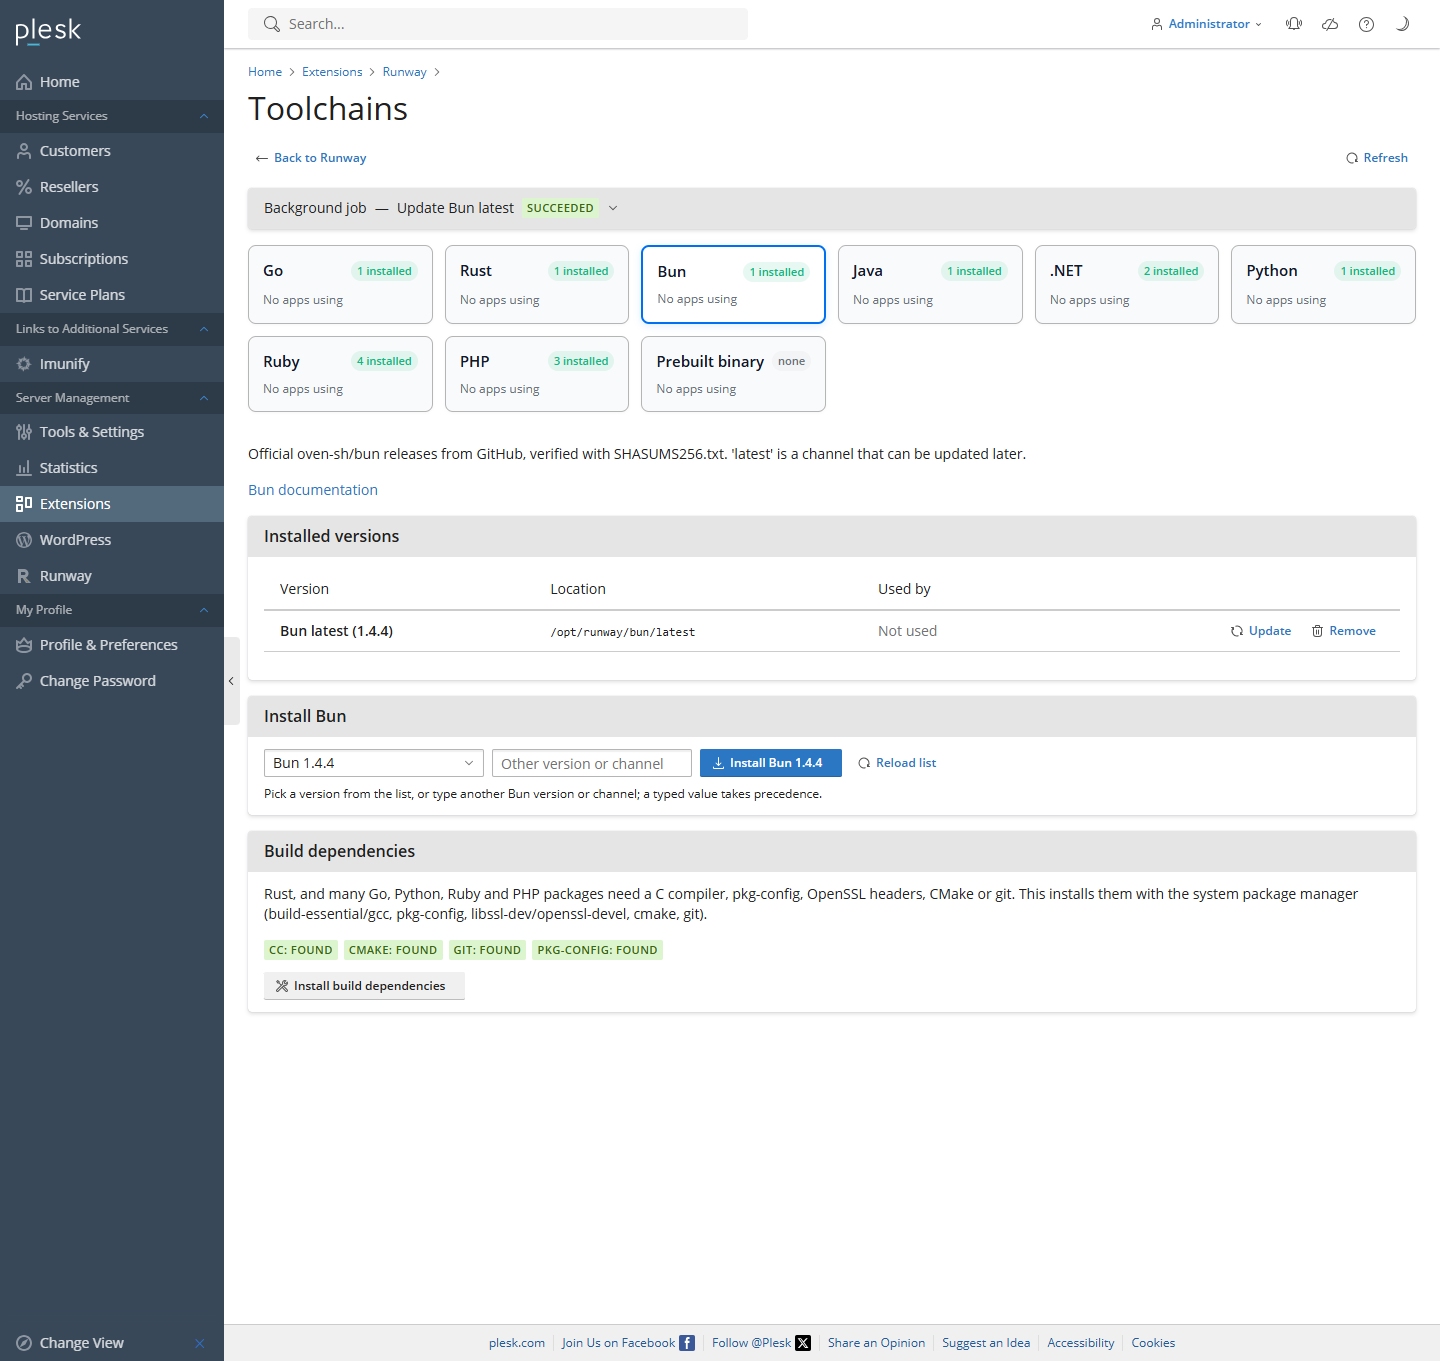 plesk
Search...
Administrator
Home
Hosting Services
Customers
Resellers
Domains
Subscriptions
Service Plans
Links to Additional Services
Imunify
Server Management
Tools & Settings
Statistics
Extensions
WordPress
Runway
My Profile
Profile & Preferences
Change Password
Change View
Home > Extensions > Runway >
Toolchains
← Back to Runway
Refresh
Background job — Update Bun latest SUCCEEDED
Go 1 installed
No apps using
Rust 1 installed
No apps using
Bun 1 installed
No apps using
Java 1 installed
No apps using
.NET 2 installed
No apps using
Python 1 installed
No apps using
Ruby 4 installed
No apps using
PHP 3 installed
No apps using
Prebuilt binary none
No apps using
Official oven-sh/bun releases from GitHub, verified with SHASUMS256.txt. 'latest' is a channel that can be updated later.
Bun documentation
Installed versions
Version Location Used by
Bun latest (1.4.4) /opt/runway/bun/latest Not used Update Remove
Install Bun
Bun 1.4.4 Other version or channel Install Bun 1.4.4 Reload list
Pick a version from the list, or type another Bun version or channel; a typed value takes precedence.
Build dependencies
Rust, and many Go, Python, Ruby and PHP packages need a C compiler, pkg-config, OpenSSL headers, CMake or git. This installs them with the system package manager
(build-essential/gcc, pkg-config, libssl-dev/openssl-devel, cmake, git).
CC: FOUND CMAKE: FOUND GIT: FOUND PKG-CONFIG: FOUND
Install build dependencies
plesk.com Join Us on Facebook Follow @Plesk Share an Opinion Suggest an Idea Accessibility Cookies